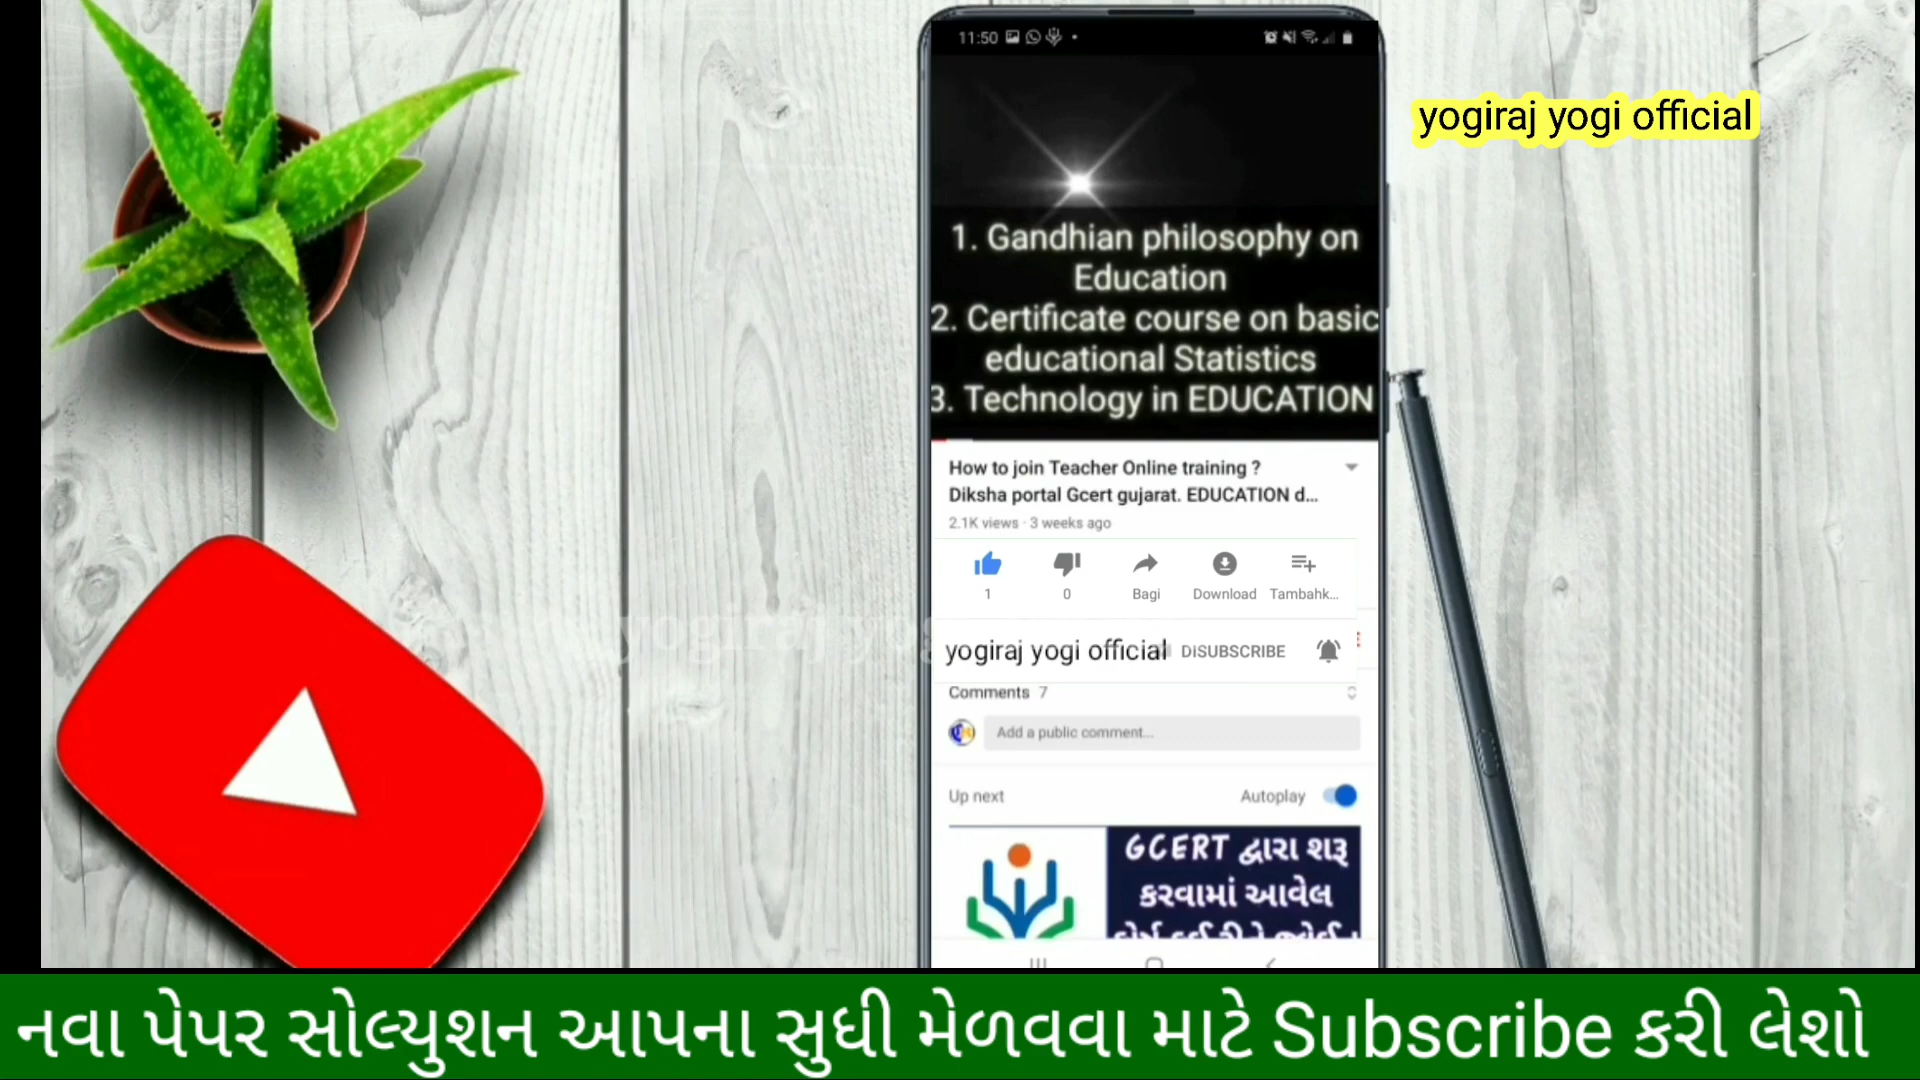 11:50
yogiraj yogi official
1. Gandhian philosophy on
Education
2. Certificate course on basic
educational Statistics
3. Technology in EDUCATION
How to join Teacher Online training ?
Diksha portal Gcert gujarat. EDUCATION d...
2.1K views · 3 weeks ago
1
0
Bagi
Download
Tambahk...
yogiraj yogi official
DiSUBSCRIBE
Comments 7
Add a public comment...
Up next
Autoplay
GCERT દ્વારા શરૂ
કરવામાં આવેલ
નવા પેપર સોલ્યુશન આપના સુધી મેળવવા માટે Subscribe કરી લેશો